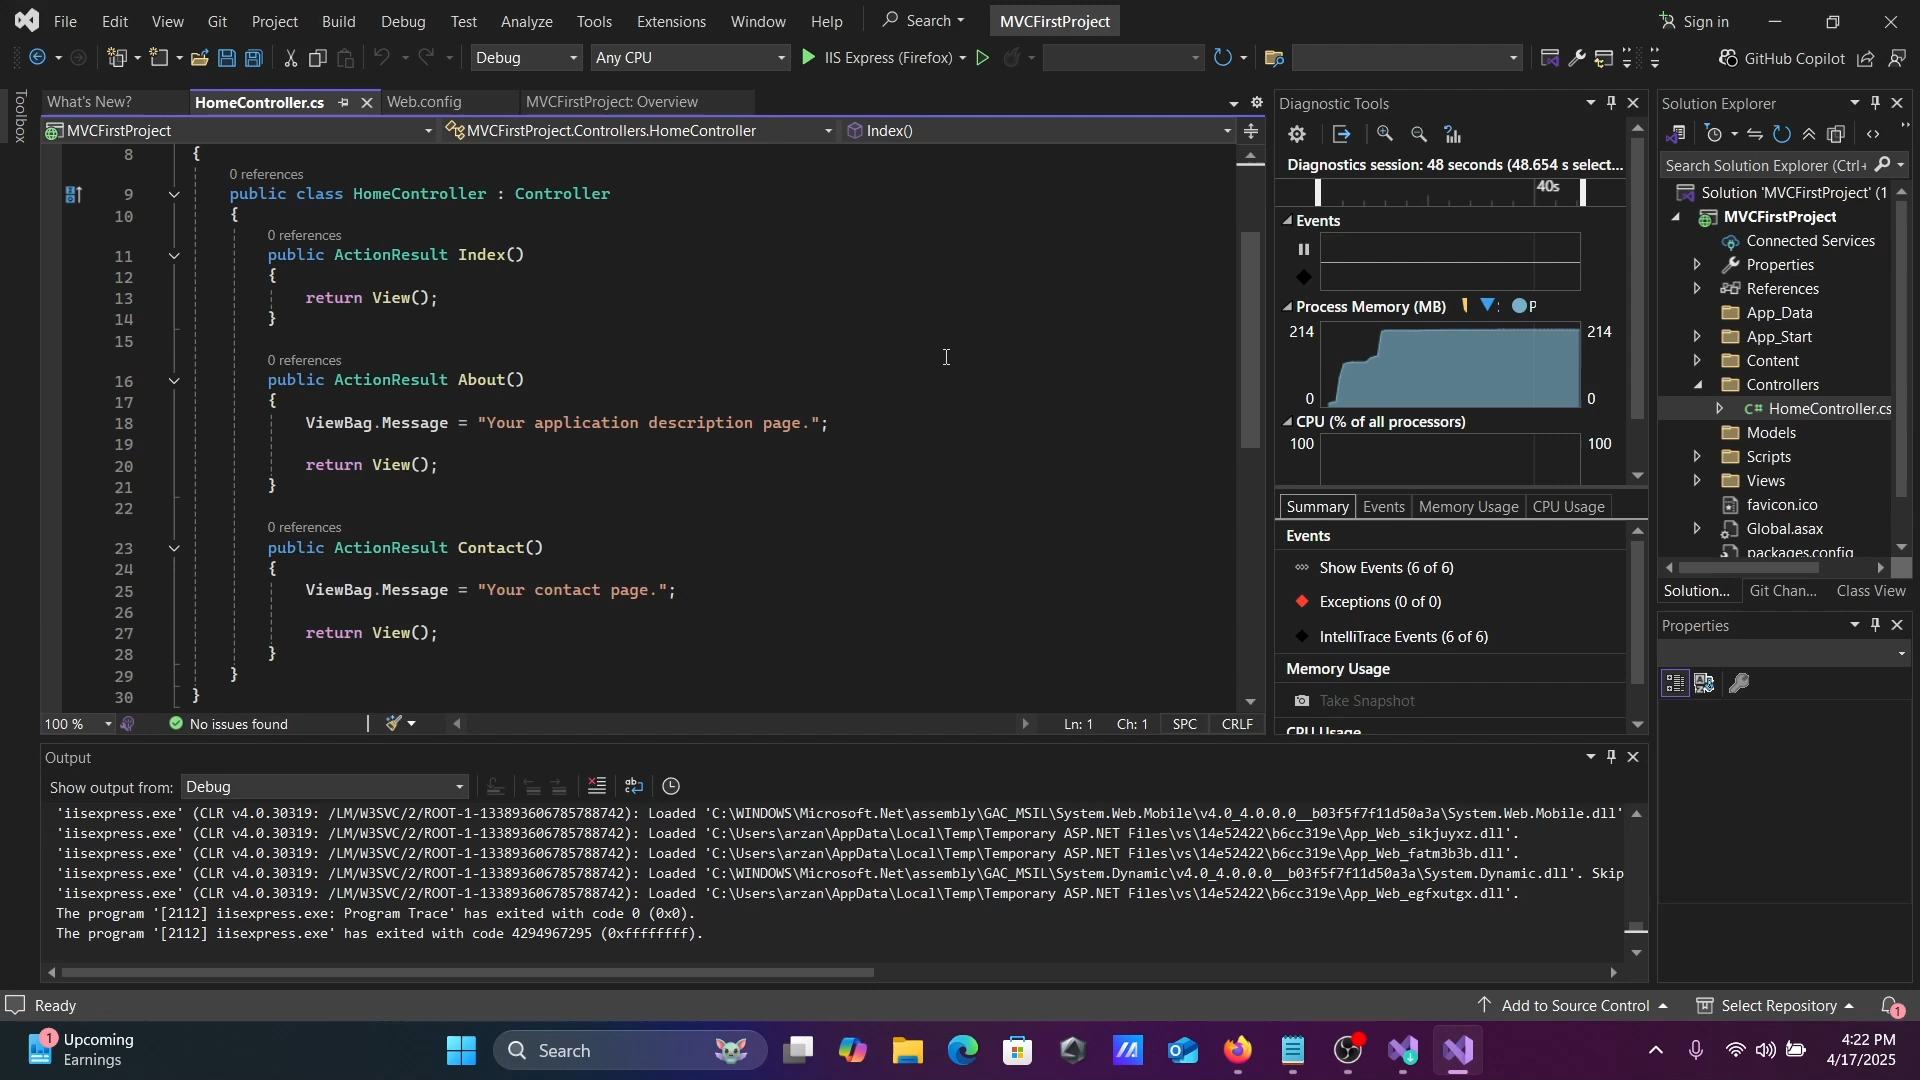 File Edit View Git Project Build Debug Test Analyze Tools Extensions Window Help Search MVCFirstProject Sign in
Debug Any CPU IIS Express (Firefox) GitHub Copilot
Toolbox
What's New? HomeController.cs Web.config MVCFirstProject: Overview
MVCFirstProject MVCFirstProject.Controllers.HomeController Index()
8 {
0 references
9 public class HomeController : Controller
10 {
0 references
11 public ActionResult Index()
12 {
13 return View();
14 }
15
0 references
16 public ActionResult About()
17 {
18 ViewBag.Message = "Your application description page.";
19
20 return View();
21 }
22
0 references
23 public ActionResult Contact()
24 {
25 ViewBag.Message = "Your contact page.";
26
27 return View();
28 }
29 }
30 }
100 % No issues found Ln: 1 Ch: 1 SPC CRLF
Diagnostic Tools
Diagnostics session: 48 seconds (48.654 s select...
40s
Events
Process Memory (MB) P
214 214
0 0
CPU (% of all processors)
100 100
Summary Events Memory Usage CPU Usage
Events
Show Events (6 of 6)
Exceptions (0 of 0)
IntelliTrace Events (6 of 6)
Memory Usage
Take Snapshot
CPU Usage
Solution Explorer
Search Solution Explorer (Ctrl+
Solution 'MVCFirstProject' (1
MVCFirstProject
Connected Services
Properties
References
App_Data
App_Start
Content
Controllers
C# HomeController.cs
Models
Scripts
Views
favicon.ico
Global.asax
packages.config
Solution... Git Chan... Class View
Properties
Output
Show output from: Debug
'iisexpress.exe' (CLR v4.0.30319: /LM/W3SVC/2/ROOT-1-133893606785788742): Loaded 'C:\WINDOWS\Microsoft.Net\assembly\GAC_MSIL\System.Web.Mobile\v4.0_4.0.0.0__b03f5f7f11d50a3a\System.Web.Mobile.dll'
'iisexpress.exe' (CLR v4.0.30319: /LM/W3SVC/2/ROOT-1-133893606785788742): Loaded 'C:\Users\arzan\AppData\Local\Temp\Temporary ASP.NET Files\vs\14e52422\b6cc319e\App_Web_sikjuyxz.dll'.
'iisexpress.exe' (CLR v4.0.30319: /LM/W3SVC/2/ROOT-1-133893606785788742): Loaded 'C:\Users\arzan\AppData\Local\Temp\Temporary ASP.NET Files\vs\14e52422\b6cc319e\App_Web_fatm3b3b.dll'.
'iisexpress.exe' (CLR v4.0.30319: /LM/W3SVC/2/ROOT-1-133893606785788742): Loaded 'C:\WINDOWS\Microsoft.Net\assembly\GAC_MSIL\System.Dynamic\v4.0_4.0.0.0__b03f5f7f11d50a3a\System.Dynamic.dll'. Skip
'iisexpress.exe' (CLR v4.0.30319: /LM/W3SVC/2/ROOT-1-133893606785788742): Loaded 'C:\Users\arzan\AppData\Local\Temp\Temporary ASP.NET Files\vs\14e52422\b6cc319e\App_Web_egfxutgx.dll'.
The program '[2112] iisexpress.exe: Program Trace' has exited with code 0 (0x0).
The program '[2112] iisexpress.exe' has exited with code 4294967295 (0xffffffff).
Ready Add to Source Control Select Repository 1
1 Upcoming
Earnings
Search
4:22 PM
4/17/2025